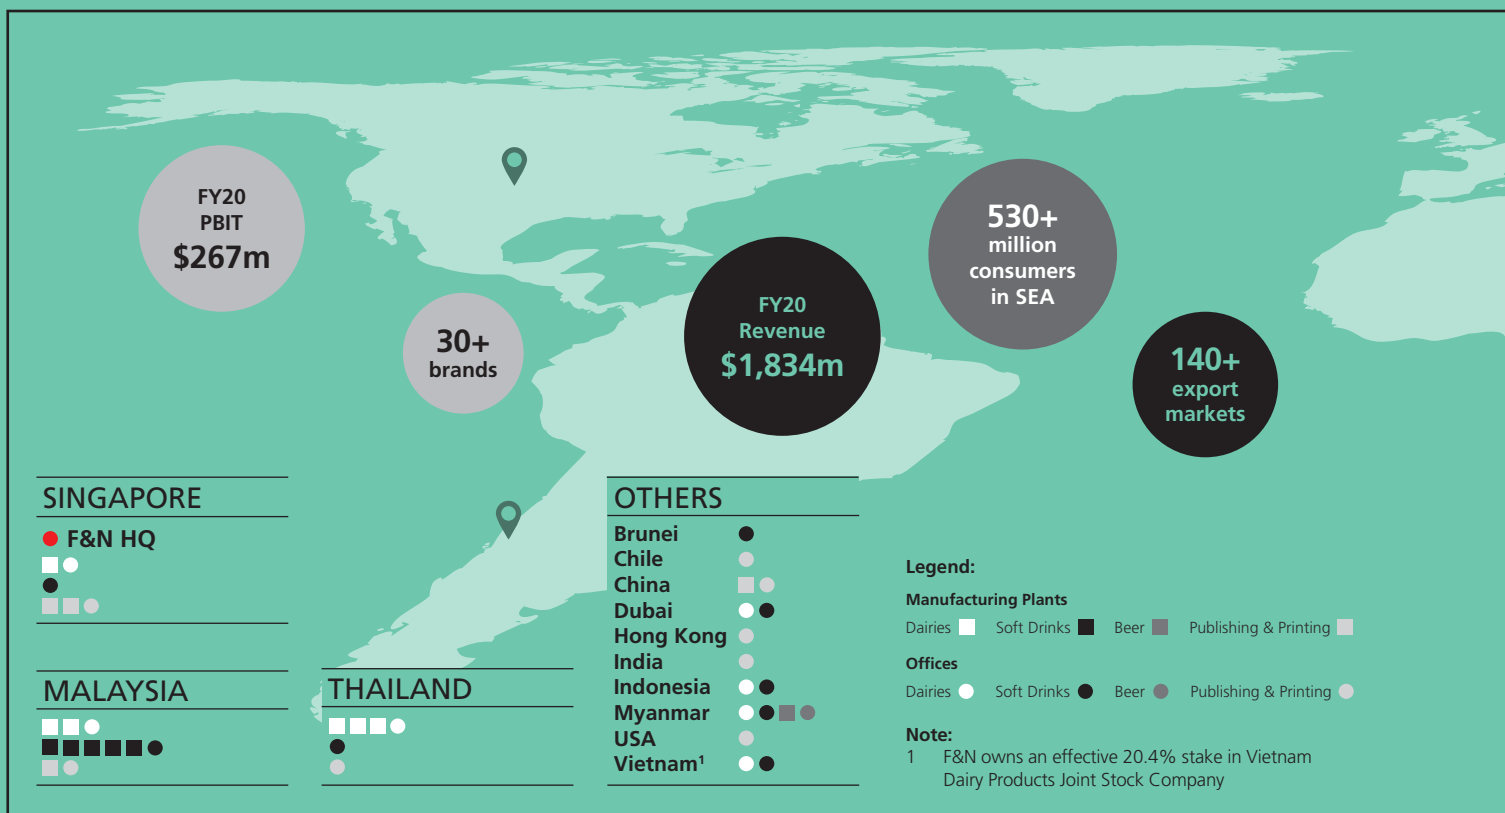 FY20
PBIT
$267m
30+
brands
FY20
Revenue
$1,834m
530+
million
consumers
in SEA
140+
export
markets
SINGAPORE
F&N HQ
MALAYSIA
THAILAND
OTHERS
Brunei
Chile
China
Dubai
Hong Kong
India
Indonesia
Myanmar
USA
Vietnam¹
Legend:
Manufacturing Plants
Dairies Soft Drinks Beer Publishing & Printing
Offices
Dairies Soft Drinks Beer Publishing & Printing
Note:
1 F&N owns an effective 20.4% stake in Vietnam
Dairy Products Joint Stock Company